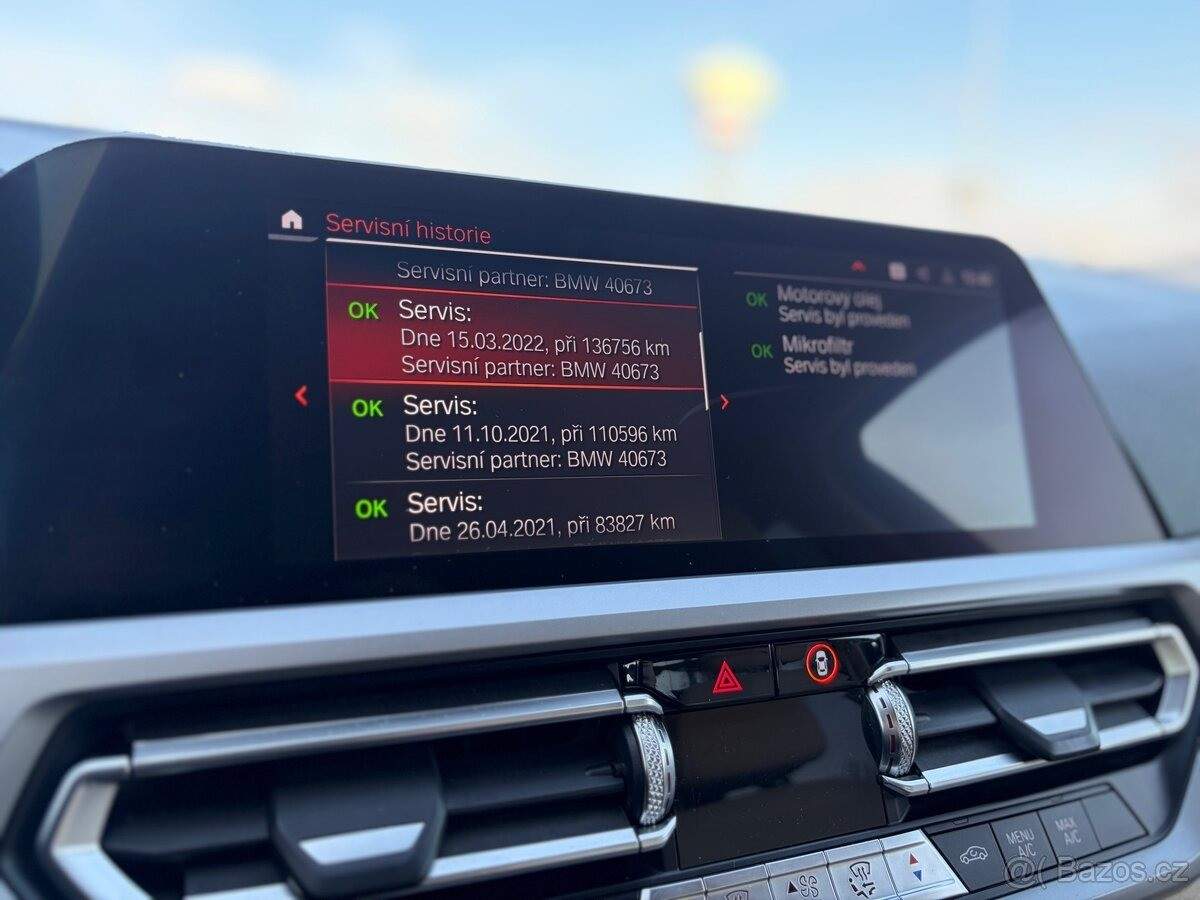 Servisní historie
Servisní partner: BMW 40673
OK Servis:
Dne 15.03.2022, při 136756 km
Servisní partner: BMW 40673
OK Servis:
Dne 11.10.2021, při 110596 km
Servisní partner: BMW 40673
OK Servis:
Dne 26.04.2021, při 83827 km
OK Motorový olej
Servis byl proveden
OK Mikrofiltr
Servis byl proveden
MENU
A/C
MAX
A/C
Bazos.cz